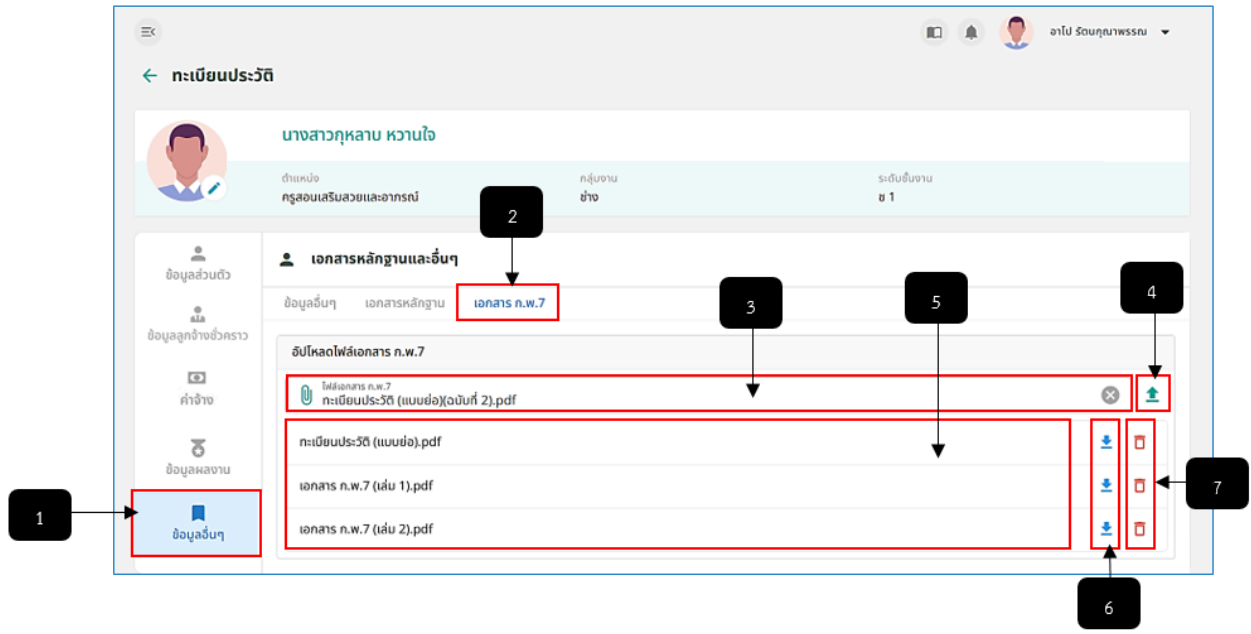 อาโป รัตนกุณาพรรณ
ทะเบียนประวัติ
นางสาวกุหลาบ หวานใจ
ตำแหน่ง กลุ่มงาน ระดับชั้นงาน
ครูสอนเสริมสวยและอาภรณ์ ช่าง ช 1
2
ข้อมูลส่วนตัว
เอกสารหลักฐานและอื่นๆ
3
5
4
ข้อมูลอื่นๆ เอกสารหลักฐาน เอกสาร ก.พ.7
ข้อมูลลูกจ้างชั่วคราว
อัปโหลดไฟล์เอกสาร ก.พ.7
ไฟล์เอกสาร ก.พ.7
ทะเบียนประวัติ (แบบย่อ)(ฉบับที่ 2).pdf
ค่าจ้าง
ทะเบียนประวัติ (แบบย่อ).pdf
ข้อมูลผลงาน
เอกสาร ก.พ.7 (เล่ม 1).pdf
7
1
ข้อมูลอื่นๆ
เอกสาร ก.พ.7 (เล่ม 2).pdf
6